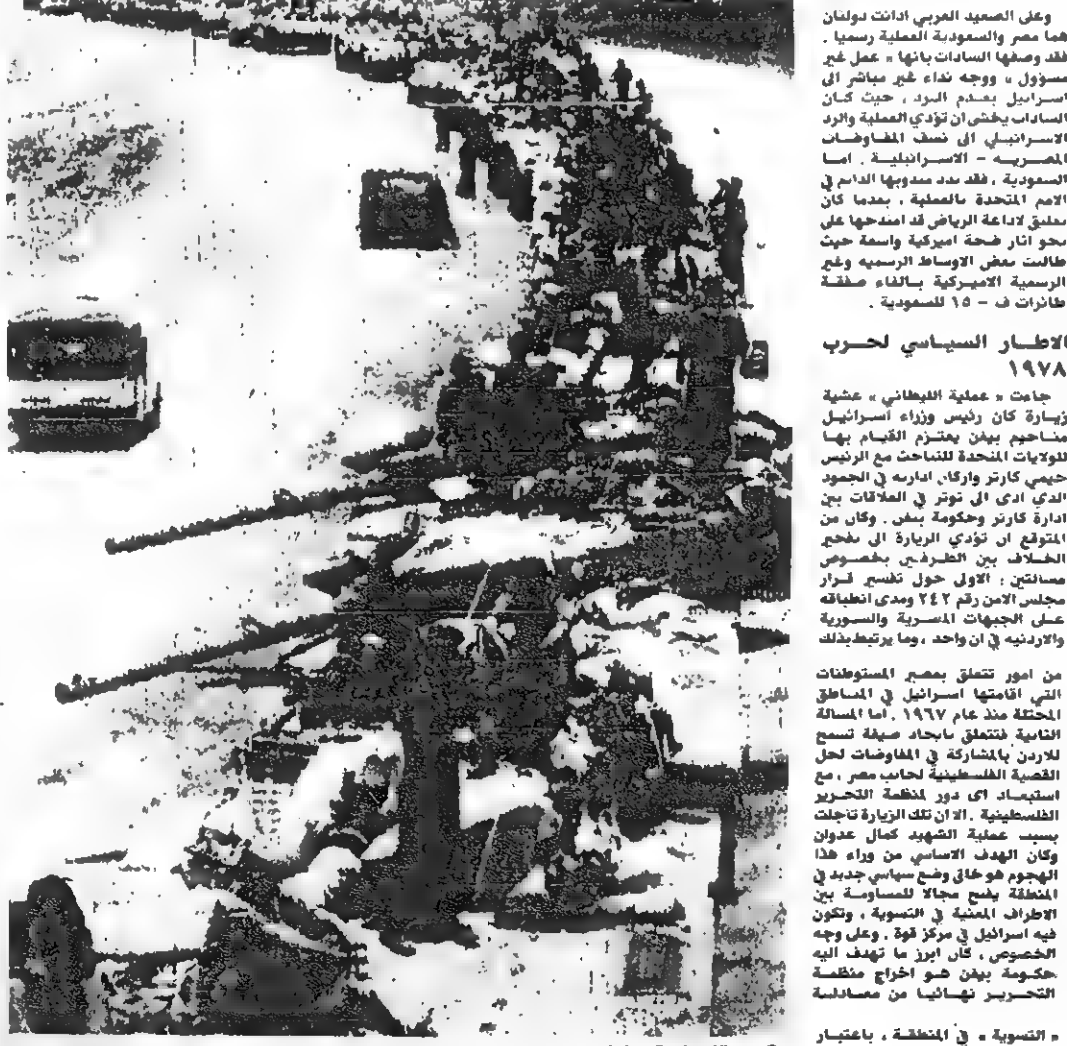 وعلى الصعيد العربي ادانت دولتان
هما مصر والسعودية العملية رسميا .
فقد وصفها السادات بانها « عمل غير
مسؤول » ووجه نداء غير مباشر الى
اسرائيل بعدم الرد ، حيث كان
السادات يخشى ان تؤدي العملية والرد
الاسرائيلي الى نسف المفاوضات
المصريه – الاسرائيلية . اما
السعودية ، فقد ندد مندوبها الدائم في
الامم المتحدة بالعملية ، بعدما كان
معلق لاذاعة الرياض قد امتدحها على
نحو اثار ضجة اميركية واسعة حيث
طالبت بعض الاوساط الرسميه وغير
الرسمية الاميركية بالغاء صفقة
طائرات ف – ١٥ للسعودية .
الاطار السياسي لحرب
١٩٧٨
جاءت « عملية الليطاني » عشية
زيارة كان رئيس وزراء اسرائيل
مناحيم بيغن يعتزم القيام بها
للولايات المتحدة للتباحث مع الرئيس
جيمي كارتر واركان ادارته في الجمود
الذي ادى الى توتر في العلاقات بين
ادارة كارتر وحكومة بيغن . وكان من
المتوقع ان تؤدي الزيارة الى تفجير
الخلاف بين الطرفين بخصوص
مسالتين : الاولى حول تفسير قرار
مجلس الامن رقم ٢٤٢ ومدى انطباقه
على الجبهات المصرية والسورية
والاردنيه في ان واحد ، وما يرتبط بذلك
من امور تتعلق بمصير المستوطنات
التي اقامتها اسرائيل في المناطق
المحتلة منذ عام ١٩٦٧ . اما المسالة
الثانية فتتعلق بايجاد صيغة تسمح
للاردن بالمشاركة في المفاوضات لحل
القضية الفلسطينية لجانب مصر ، مع
استبعاد اى دور لمنظمة التحرير
الفلسطينية . الا ان تلك الزيارة تاجلت
بسبب عملية الشهيد كمال عدوان
وكان الهدف الاساسي من وراء هذا
الهجوم هو خلق وضع سياسي جديد في
المنطقة يفسح مجالا للمساومة بين
الاطراف المعنية في التسوية ، وتكون
فيه اسرائيل في مركز قوة . وعلى وجه
الخصوص ، كان ابرز ما تهدف اليه
حكومة بيغن هو اخراج منظمة
التحرير نهائيا من معادلة
« التسوية » في المنطقة ، باعتبار